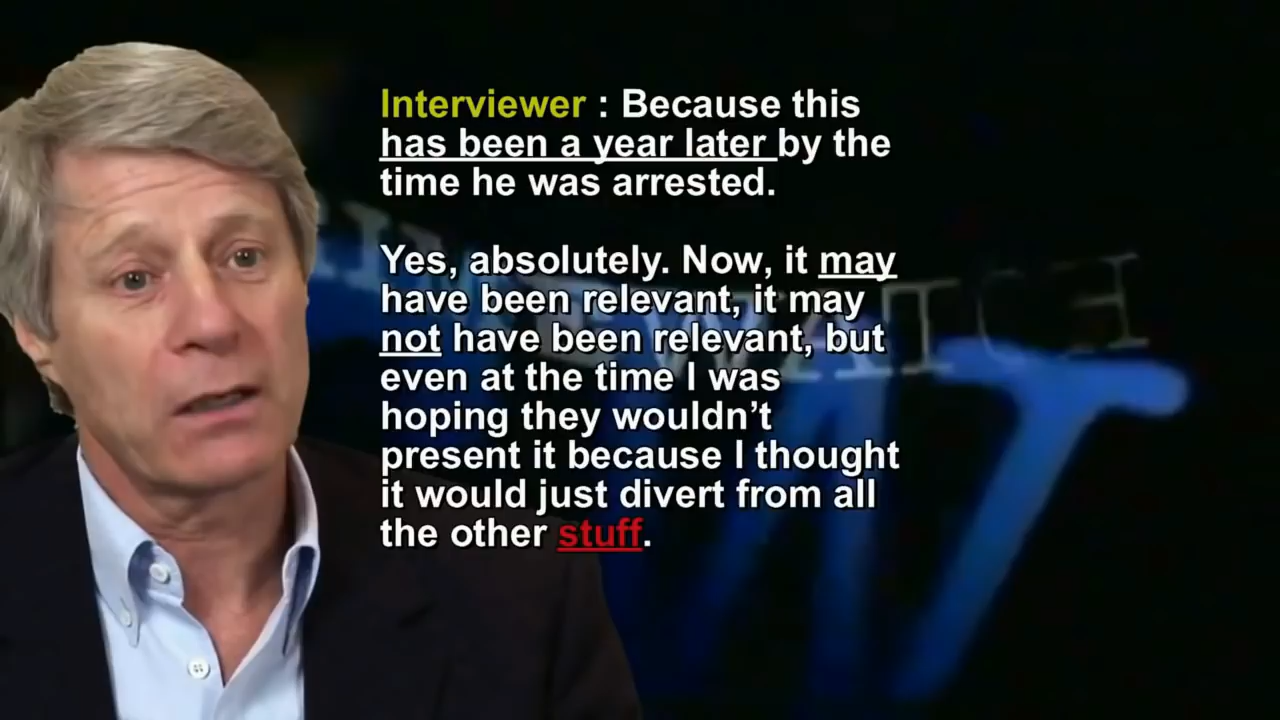 Interviewer : Because this
has been a year later by the
time he was arrested.
Yes, absolutely. Now, it may
have been relevant, it may
not have been relevant, but
even at the time I was
hoping they wouldn’t
present it because I thought
it would just divert from all
the other stuff.